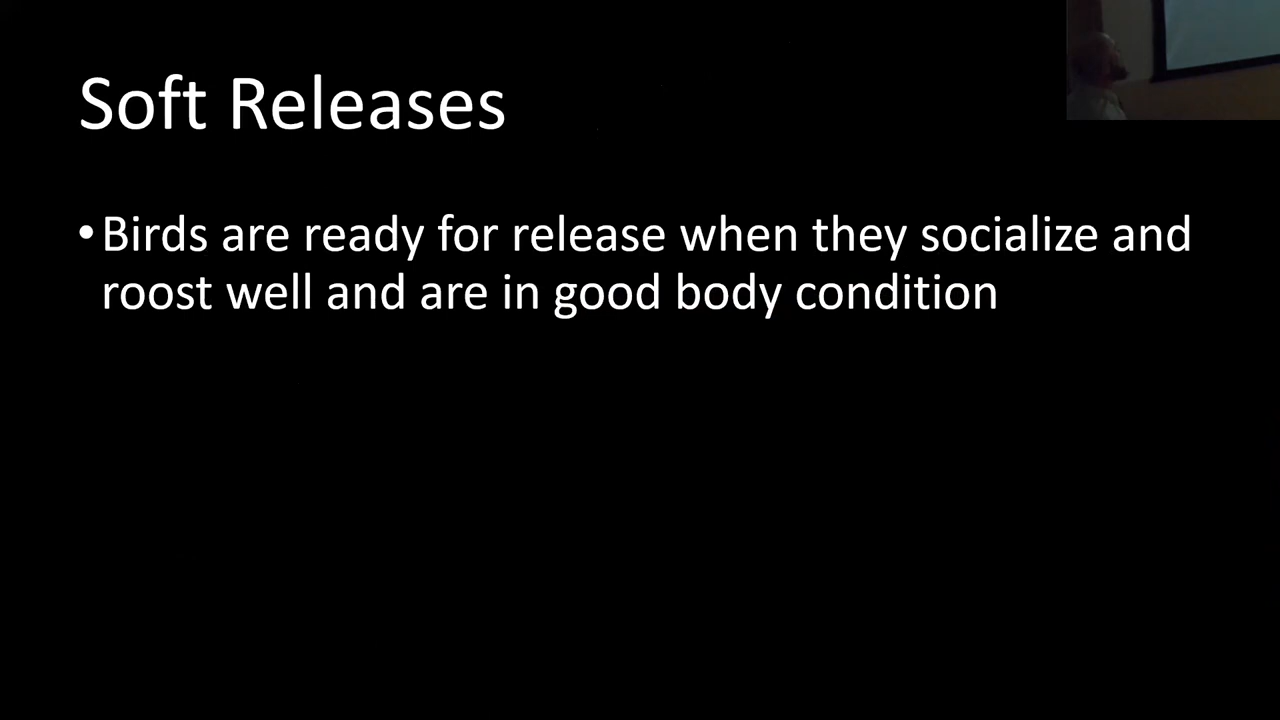 Soft Releases
•Birds are ready for release when they socialize and
roost well and are in good body condition